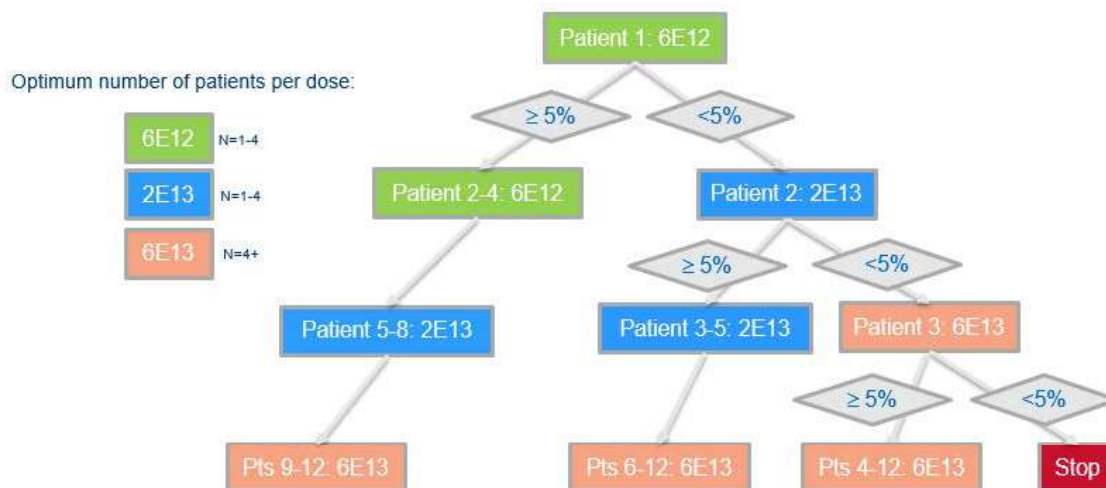 Patient 1: 6E12
Optimum number of patients per dose:
≥ 5%
<5%
6E12 N=1-4
2E13 N=1-4
6E13 N=4+
Patient 2-4: 6E12
Patient 2: 2E13
≥ 5%
<5%
Patient 5-8: 2E13
Patient 3-5: 2E13
Patient 3: 6E13
≥ 5%
<5%
Pts 9-12: 6E13
Pts 6-12: 6E13
Pts 4-12: 6E13
Stop